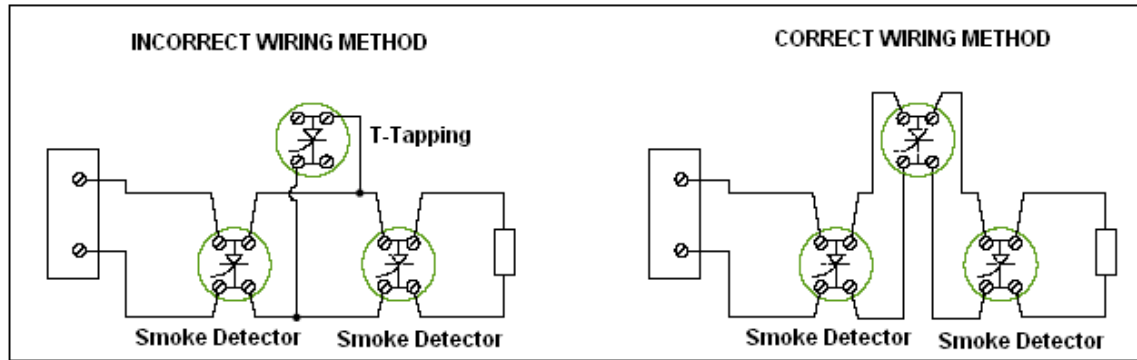 INCORRECT WIRING METHOD
CORRECT WIRING METHOD
T-Tapping
Smoke Detector
Smoke Detector
Smoke Detector
Smoke Detector